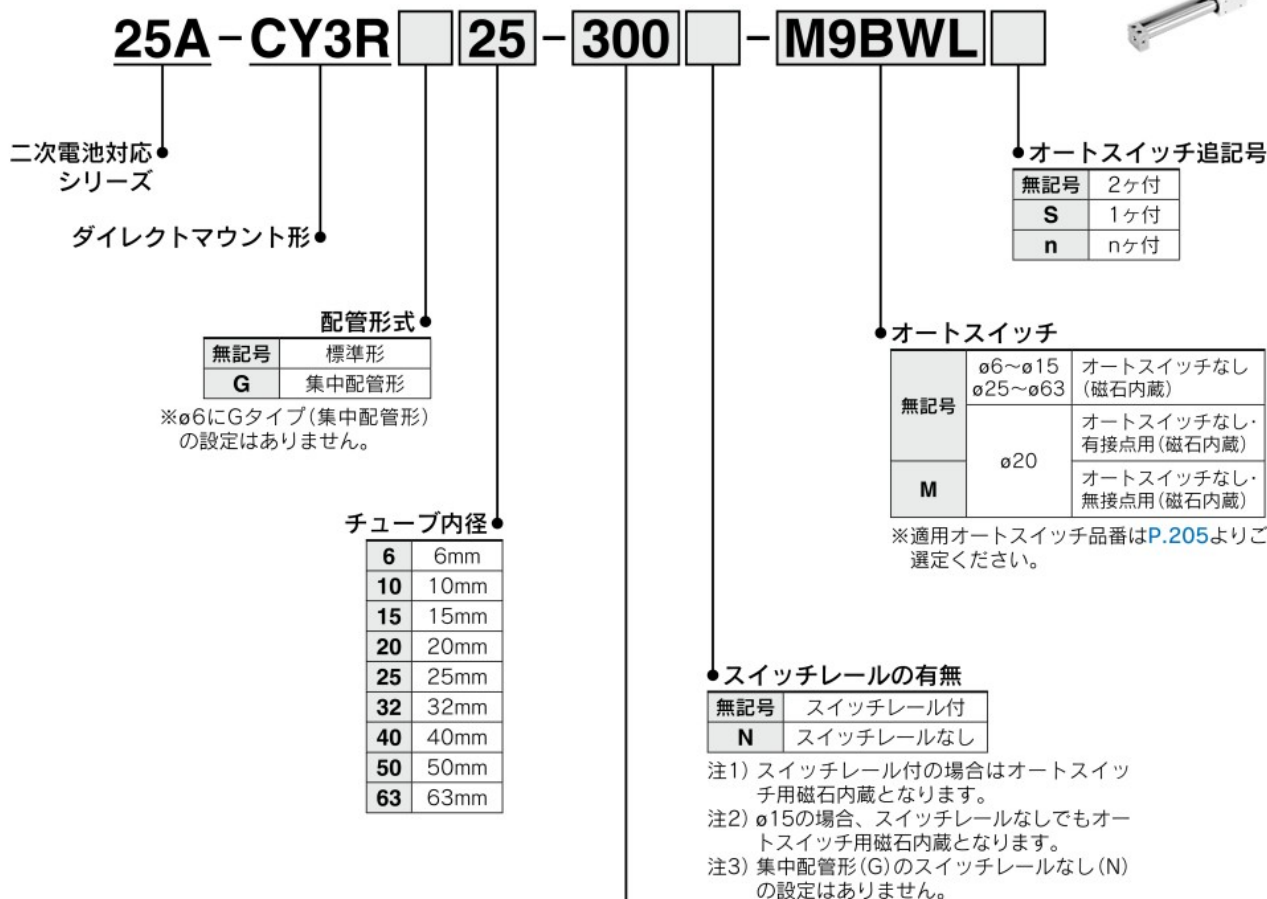 25A-CY3R 25-300 -M9BWL
二次電池対応
シリーズ
ダイレクトマウント形
配管形式
無記号 標準形
G 集中配管形
※ø6にGタイプ(集中配管形)
の設定はありません。
チューブ内径
6 6mm
10 10mm
15 15mm
20 20mm
25 25mm
32 32mm
40 40mm
50 50mm
63 63mm
オートスイッチ追記号
無記号 2ヶ付
S 1ヶ付
n nヶ付
オートスイッチ
無記号 ø6~ø15 オートスイッチなし
ø25~ø63 (磁石内蔵)
ø20 オートスイッチなし・
有接点用(磁石内蔵)
M オートスイッチなし・
無接点用(磁石内蔵)
※適用オートスイッチ品番はP.205よりご
選定ください。
スイッチレールの有無
無記号 スイッチレール付
N スイッチレールなし
注1) スイッチレール付の場合はオートスイッ
チ用磁石内蔵となります。
注2) ø15の場合、スイッチレールなしでもオー
トスイッチ用磁石内蔵となります。
注3) 集中配管形(G)のスイッチレールなし(N)
の設定はありません。